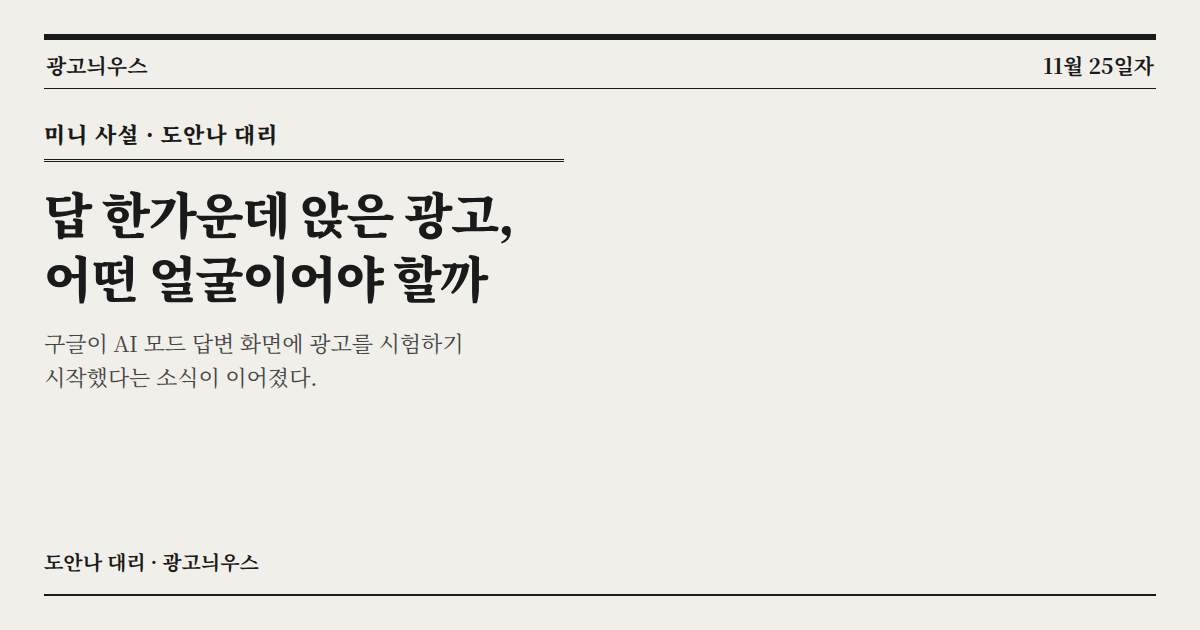 광고늬우스
11월 25일자
미니 사설 · 도안나 대리
답 한가운데 앉은 광고,
어떤 얼굴이어야 할까
구글이 AI 모드 답변 화면에 광고를 시험하기
시작했다는 소식이 이어졌다.
도안나 대리 · 광고늬우스